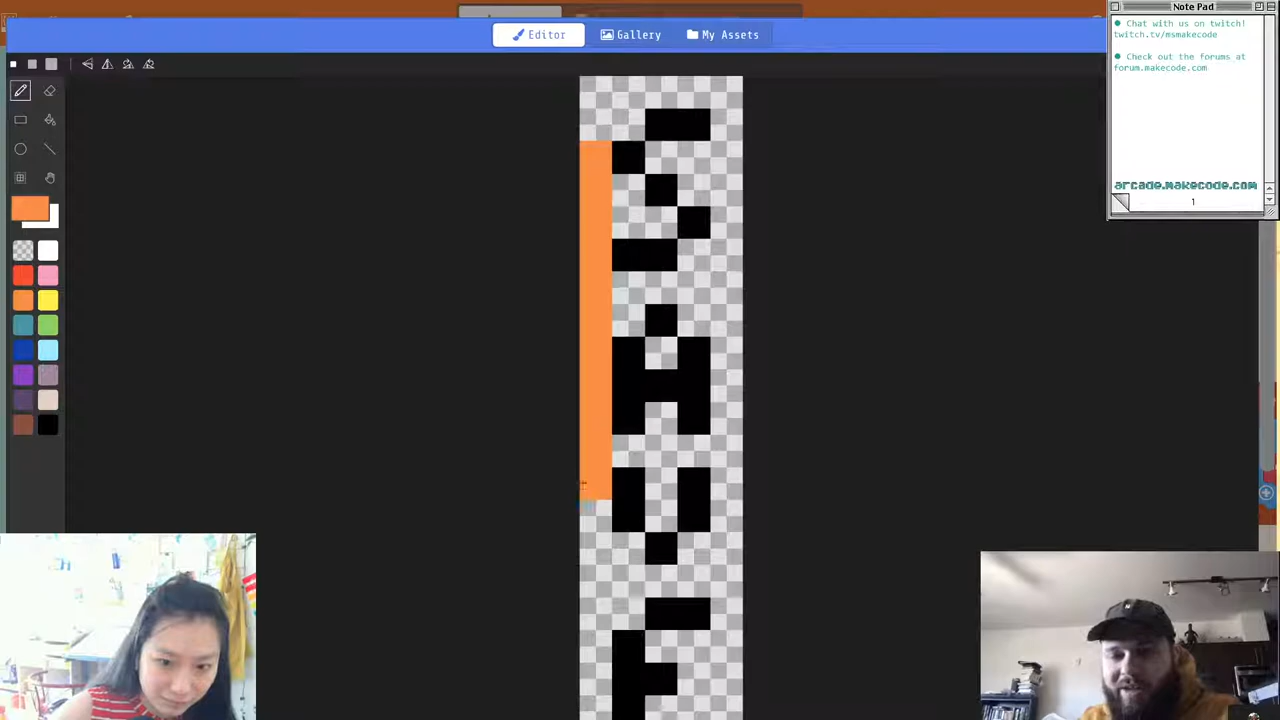 Note Pad
Chat with us on twitch!
twitch.tv/msmakecode
Check out the forums at
forum.makecode.com
arcade.makecode.com
1
Editor
Gallery
My Assets